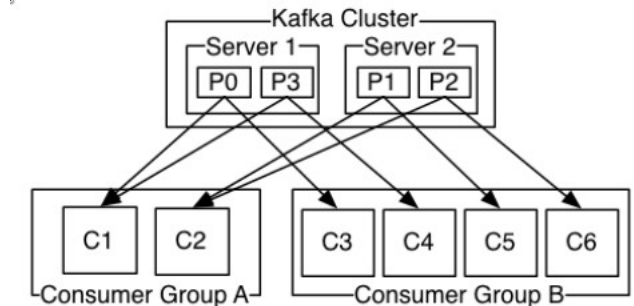 Kafka Cluster
Server 1 Server 2
P0 P3 P1 P2
C1 C2 C3 C4 C5 C6
Consumer Group A Consumer Group B